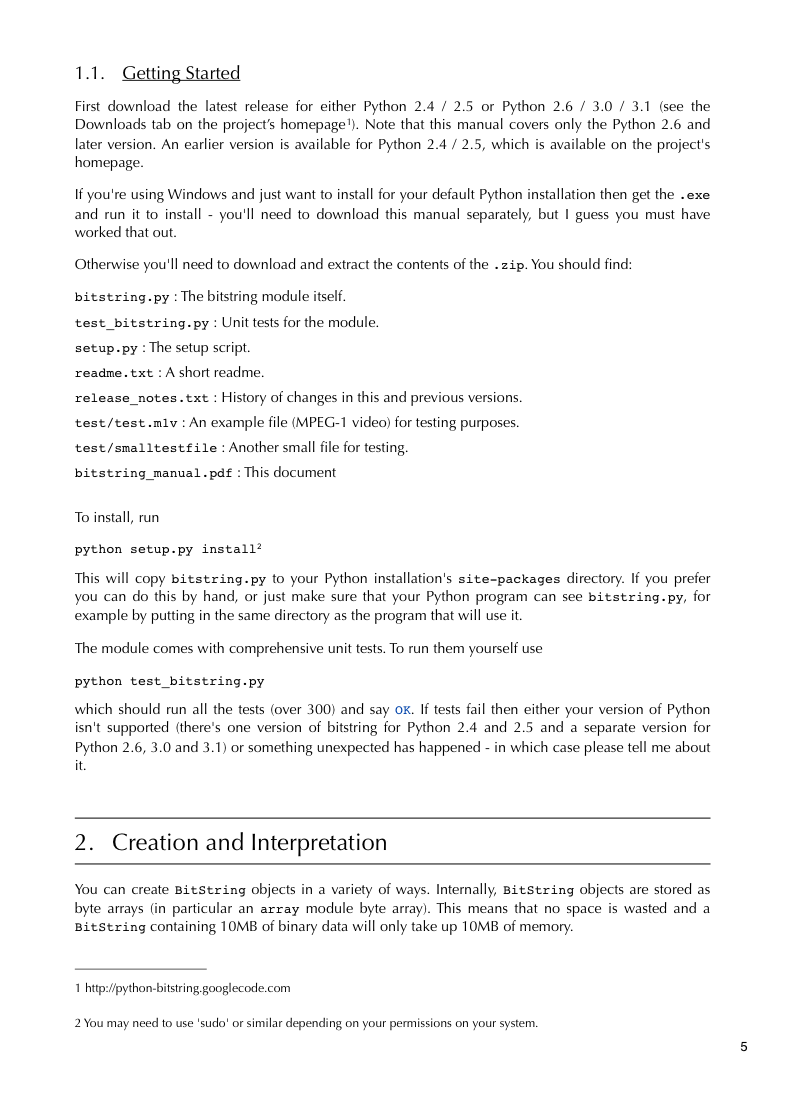 1.1. Getting Started
First download the latest release for either Python 2.4 / 2.5 or Python 2.6 / 3.0 / 3.1 (see the
Downloads tab on the project’s homepage1). Note that this manual covers only the Python 2.6 and
later version. An earlier version is available for Python 2.4 / 2.5, which is available on the project's
homepage.
If you're using Windows and just want to install for your default Python installation then get the .exe
and run it to install - you'll need to download this manual separately, but I guess you must have
worked that out.
Otherwise you'll need to download and extract the contents of the .zip. You should find:
bitstring.py : The bitstring module itself.
test_bitstring.py : Unit tests for the module.
setup.py : The setup script.
readme.txt : A short readme.
release_notes.txt : History of changes in this and previous versions.
test/test.m1v : An example file (MPEG-1 video) for testing purposes.
test/smalltestfile : Another small file for testing.
bitstring_manual.pdf : This document
To install, run
python setup.py install2
This will copy bitstring.py to your Python installation's site-packages directory. If you prefer
you can do this by hand, or just make sure that your Python program can see bitstring.py, for
example by putting in the same directory as the program that will use it.
The module comes with comprehensive unit tests. To run them yourself use
python test_bitstring.py
which should run all the tests (over 300) and say OK. If tests fail then either your version of Python
isn't supported (there's one version of bitstring for Python 2.4 and 2.5 and a separate version for
Python 2.6, 3.0 and 3.1) or something unexpected has happened - in which case please tell me about
it.
2. Creation and Interpretation
You can create BitString objects in a variety of ways. Internally, BitString objects are stored as
byte arrays (in particular an array module byte array). This means that no space is wasted and a
BitString containing 10MB of binary data will only take up 10MB of memory.
1 http://python-bitstring.googlecode.com
2 You may need to use 'sudo' or similar depending on your permissions on your system.
5